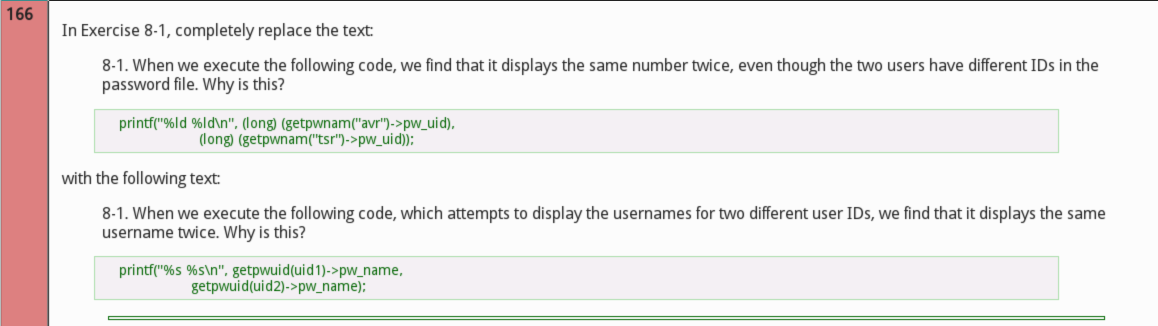 166
In Exercise 8-1, completely replace the text:
8-1. When we execute the following code, we find that it displays the same number twice, even though the two users have different IDs in the
password file. Why is this?
printf("%ld %ld\n", (long) (getpwnam("avr")->pw_uid),
(long) (getpwnam("tsr")->pw_uid));
with the following text:
8-1. When we execute the following code, which attempts to display the usernames for two different user IDs, we find that it displays the same
username twice. Why is this?
printf("%s %s\n", getpwuid(uid1)->pw_name,
getpwuid(uid2)->pw_name);